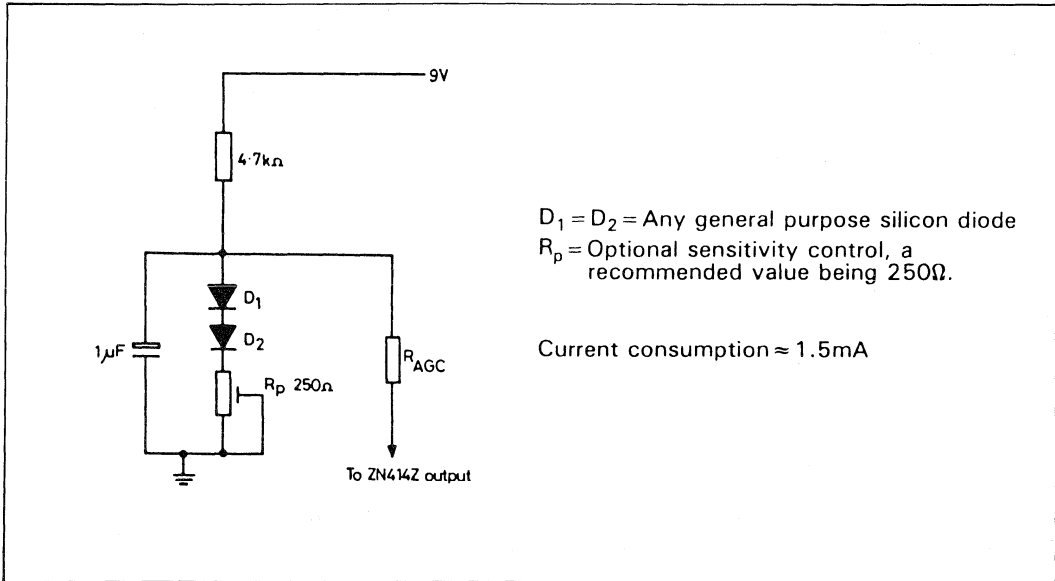 9V
4·7kΩ
D₁
D₂
1μF
Rp 250Ω
R_AGC
To ZN414Z output
D₁ = D₂ = Any general purpose silicon diode
Rp = Optional sensitivity control, a
recommended value being 250Ω.
Current consumption ≈ 1.5mA